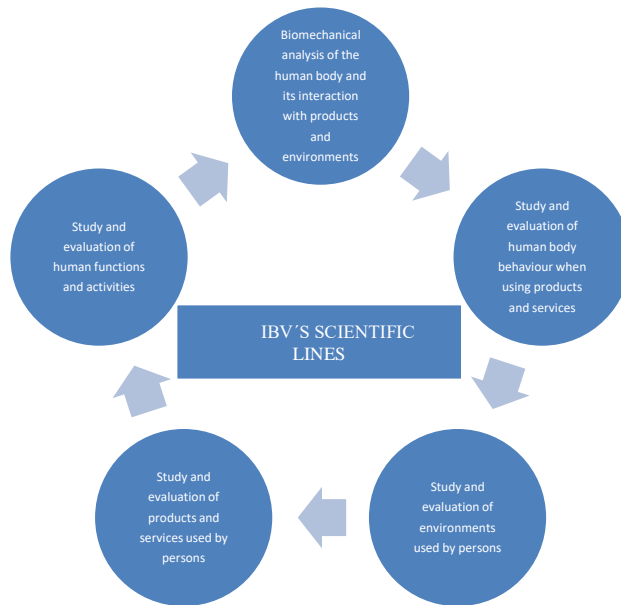 Biomechanical
analysis of the
human body and
its interaction
with products
and
environments
Study and
evaluation of
human body
behaviour when
using products
and services
Study and
evaluation of
environments
used by persons
Study and
evaluation of
products and
services used by
persons
Study and
evaluation of
human functions
and activities
IBV´S SCIENTIFIC
LINES